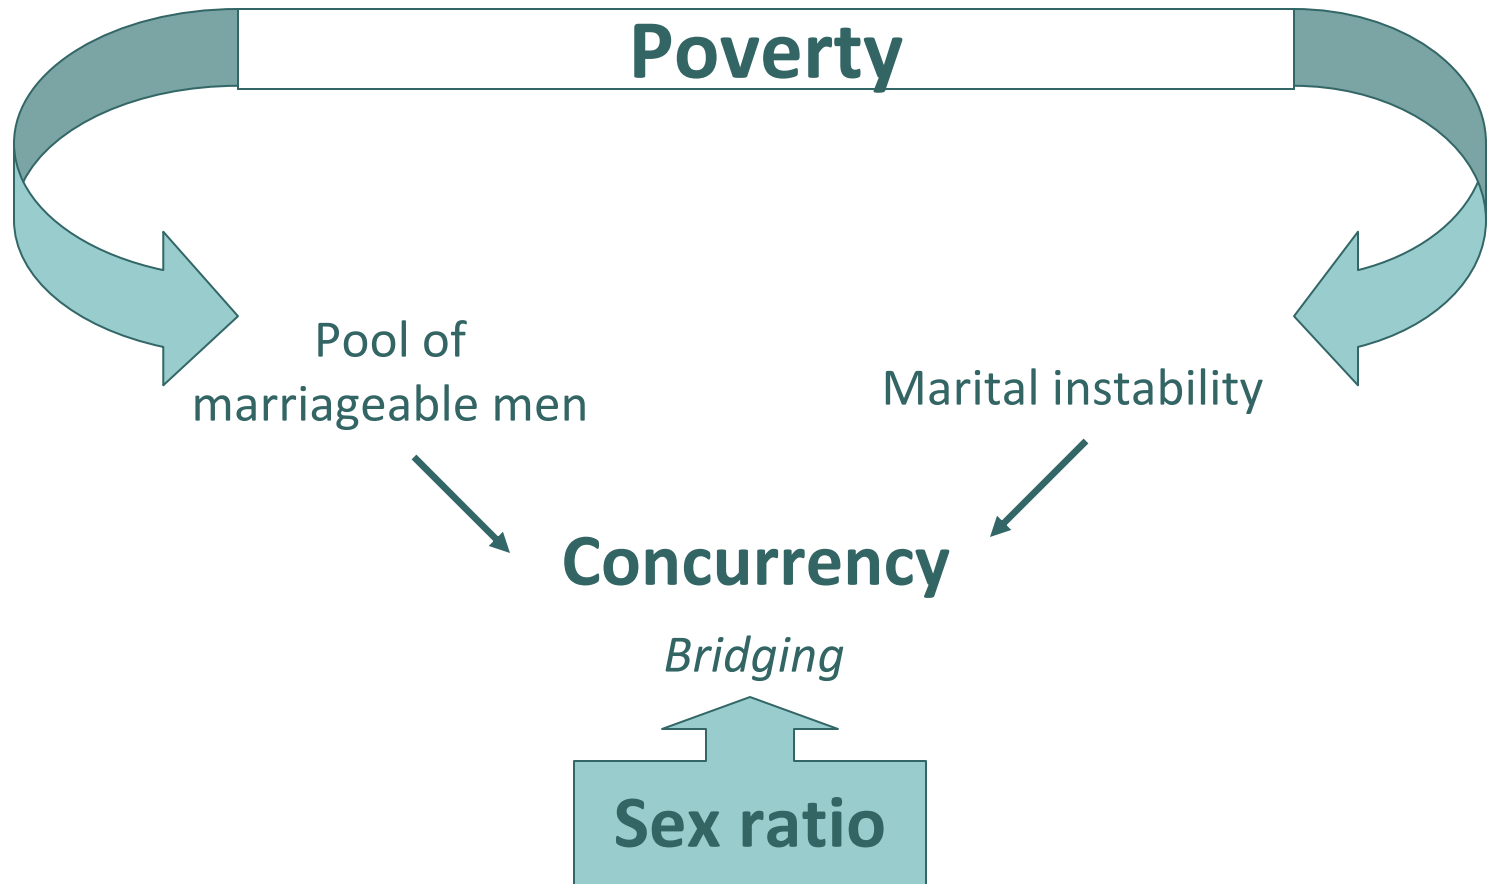 Poverty
Pool of
marriageable men
Marital instability
Concurrency
Bridging
Sex ratio